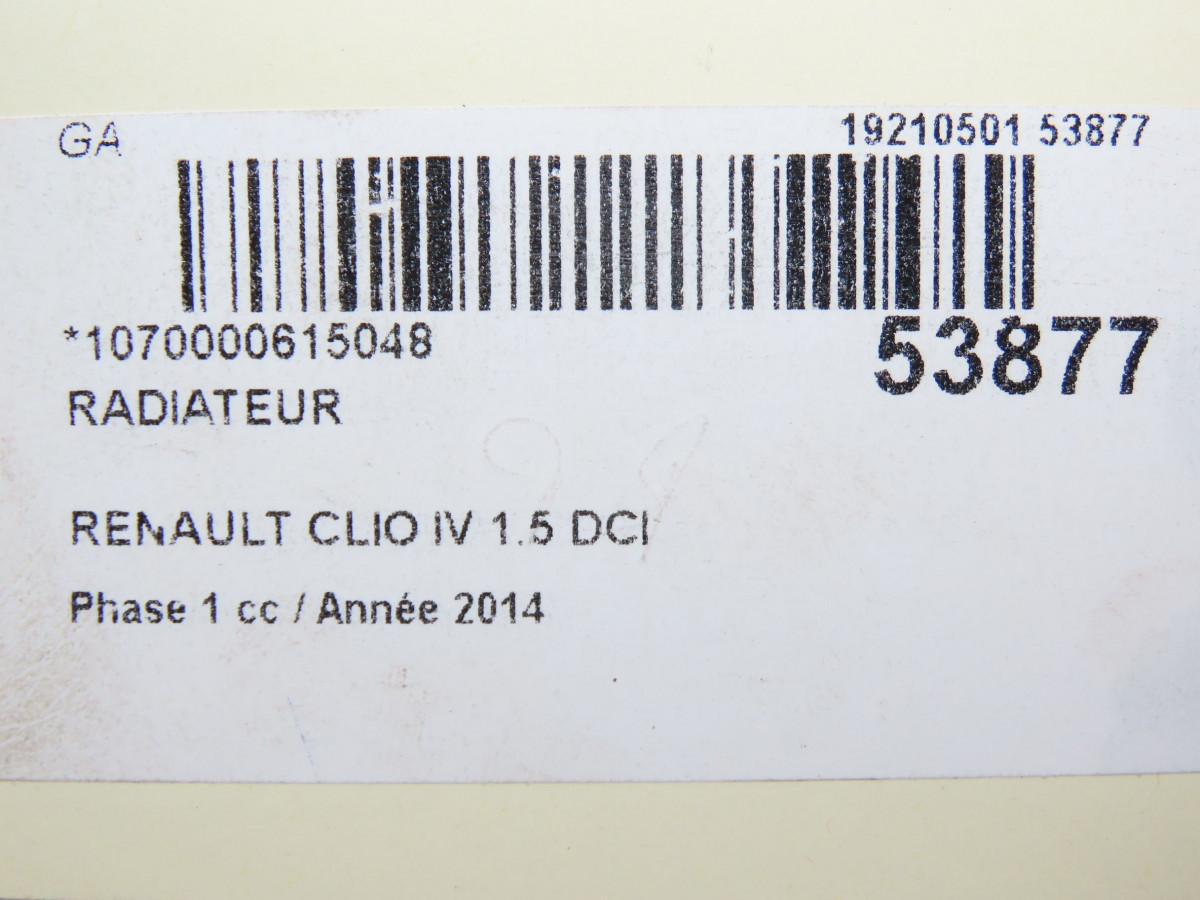 GA
19210501 53877
*1070000615048
53877
RADIATEUR
RENAULT CLIO IV 1.5 DCI
Phase 1 cc / Année 2014